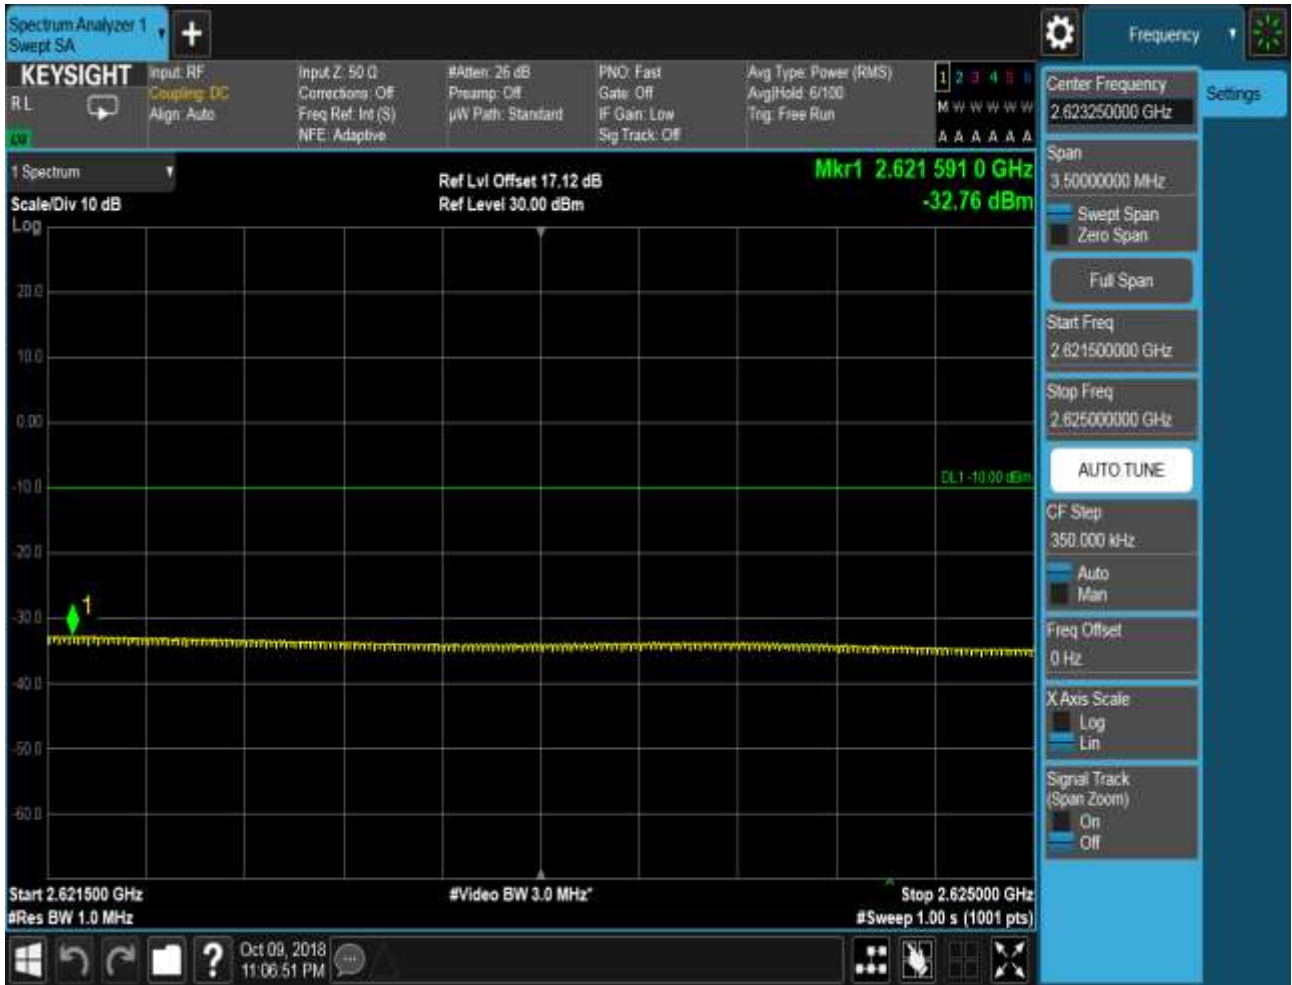 Spectrum Analyzer 1
Swept SA
Frequency
KEYSIGHT
RL
LXI
Input: RF
Coupling: DC
Align: Auto
Input Z: 50 Ω
Corrections: Off
Freq Ref: Int (S)
NFE: Adaptive
#Atten: 26 dB
Preamp: Off
µW Path: Standard
PNO: Fast
Gate: Off
IF Gain: Low
Sig Track: Off
Avg Type: Power (RMS)
Avg|Hold: 6/100
Trig: Free Run
1 2 3 4 5 6
M W W W W W
A A A A A A
1 Spectrum
Scale/Div 10 dB
Log
Ref Lvl Offset 17.12 dB
Ref Level 30.00 dBm
Mkr1 2.621 591 0 GHz
-32.76 dBm
20.0
10.0
0.00
-10.0
DL1 -10.00 dBm
-20.0
1
-30.0
-40.0
-50.0
-60.0
Start 2.621500 GHz
#Video BW 3.0 MHz*
Stop 2.625000 GHz
#Res BW 1.0 MHz
#Sweep 1.00 s (1001 pts)
?
Oct 09, 2018
11:06:51 PM
Center Frequency
2.623250000 GHz
Settings
Span
3.50000000 MHz
Swept Span
Zero Span
Full Span
Start Freq
2.621500000 GHz
Stop Freq
2.625000000 GHz
AUTO TUNE
CF Step
350.000 kHz
Auto
Man
Freq Offset
0 Hz
X Axis Scale
Log
Lin
Signal Track
(Span Zoom)
On
Off